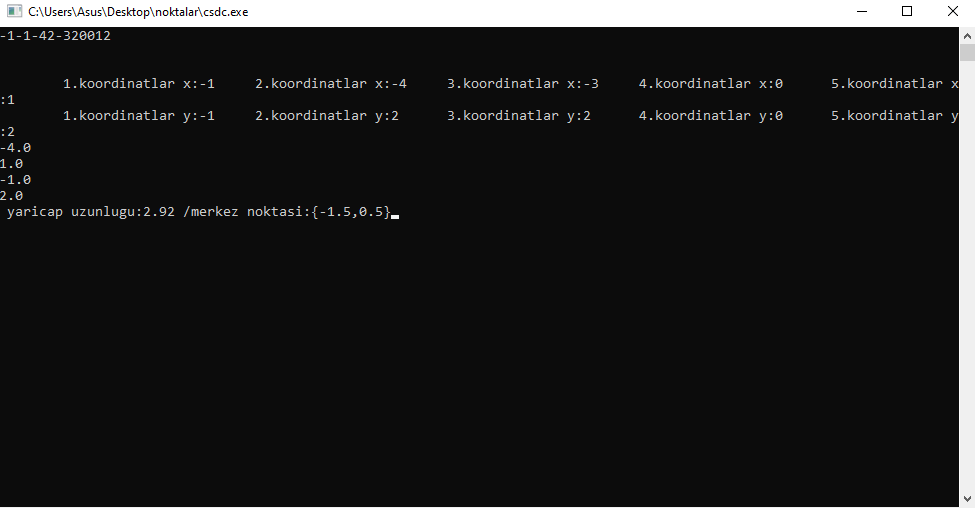 C:\Users\Asus\Desktop\noktalar\csdc.exe
-1-1-42-320012
1.koordinatlar x:-1 2.koordinatlar x:-4 3.koordinatlar x:-3 4.koordinatlar x:0 5.koordinatlar x
:1
1.koordinatlar y:-1 2.koordinatlar y:2 3.koordinatlar y:2 4.koordinatlar y:0 5.koordinatlar y
:2
-4.0
1.0
-1.0
2.0
yaricap uzunlugu:2.92 /merkez noktasi:{-1.5,0.5}